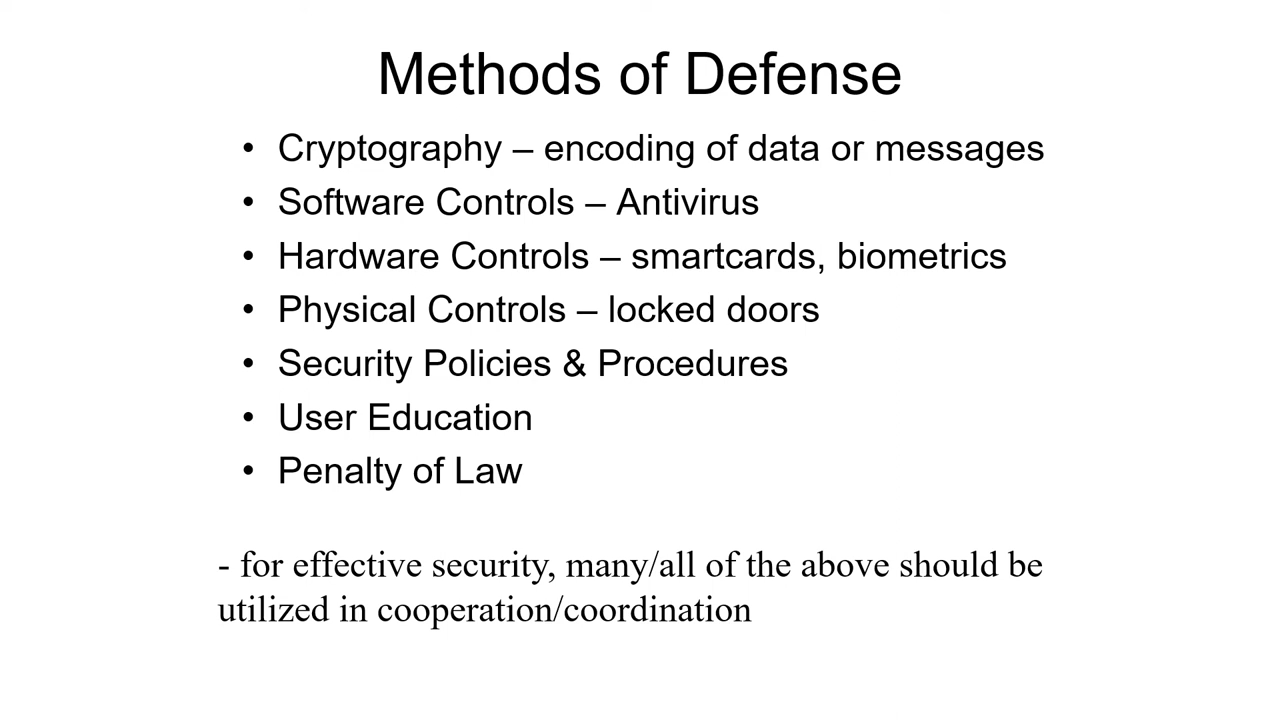 Methods of Defense
• Cryptography – encoding of data or messages
• Software Controls – Antivirus
• Hardware Controls – smartcards, biometrics
• Physical Controls – locked doors
• Security Policies & Procedures
• User Education
• Penalty of Law
- for effective security, many/all of the above should be
utilized in cooperation/coordination